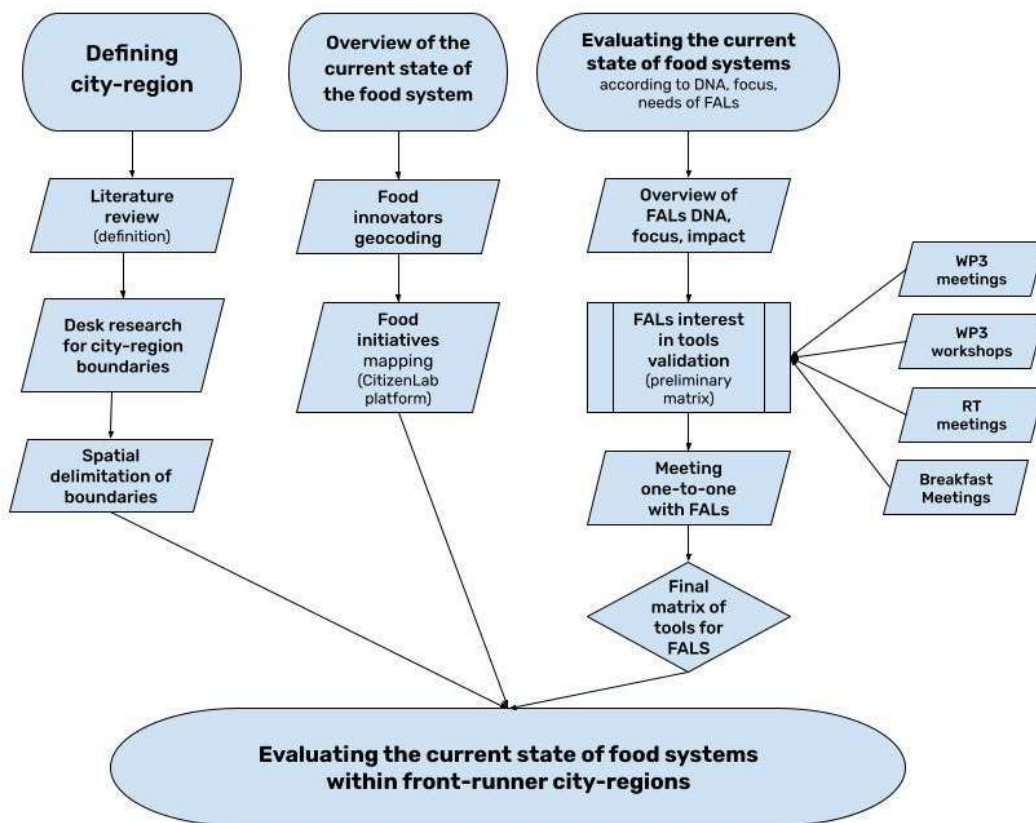 Defining
city-region
Literature
review
(definition)
Desk research
for city-region
boundaries
Spatial
delimitation of
boundaries
Overview of the
current state of
the food system
Food
innovators
geocoding
Food
initiatives
mapping
(CitizenLab
platform)
Evaluating the current
state of food systems
according to DNA, focus,
needs of FALs
Overview of
FALs DNA,
focus, impact
FALs interest
in tools
validation
(preliminary
matrix)
Meeting
one-to-one
with FALs
Final
matrix of
tools for
FALS
WP3
meetings
WP3
workshops
RT
meetings
Breakfast
Meetings
Evaluating the current state of food systems
within front-runner city-regions